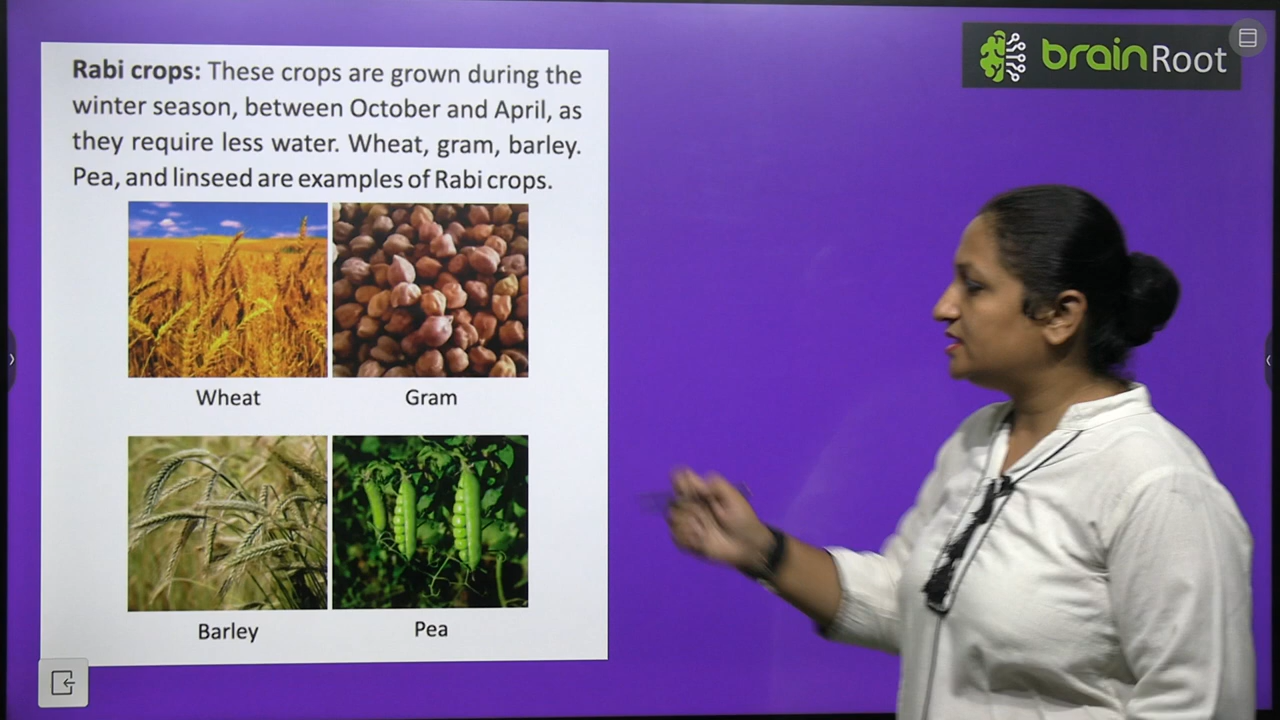 Rabi crops: These crops are grown during the
winter season, between October and April, as
they require less water. Wheat, gram, barley.
Pea, and linseed are examples of Rabi crops.
Wheat
Gram
Barley
Pea
brainRoot